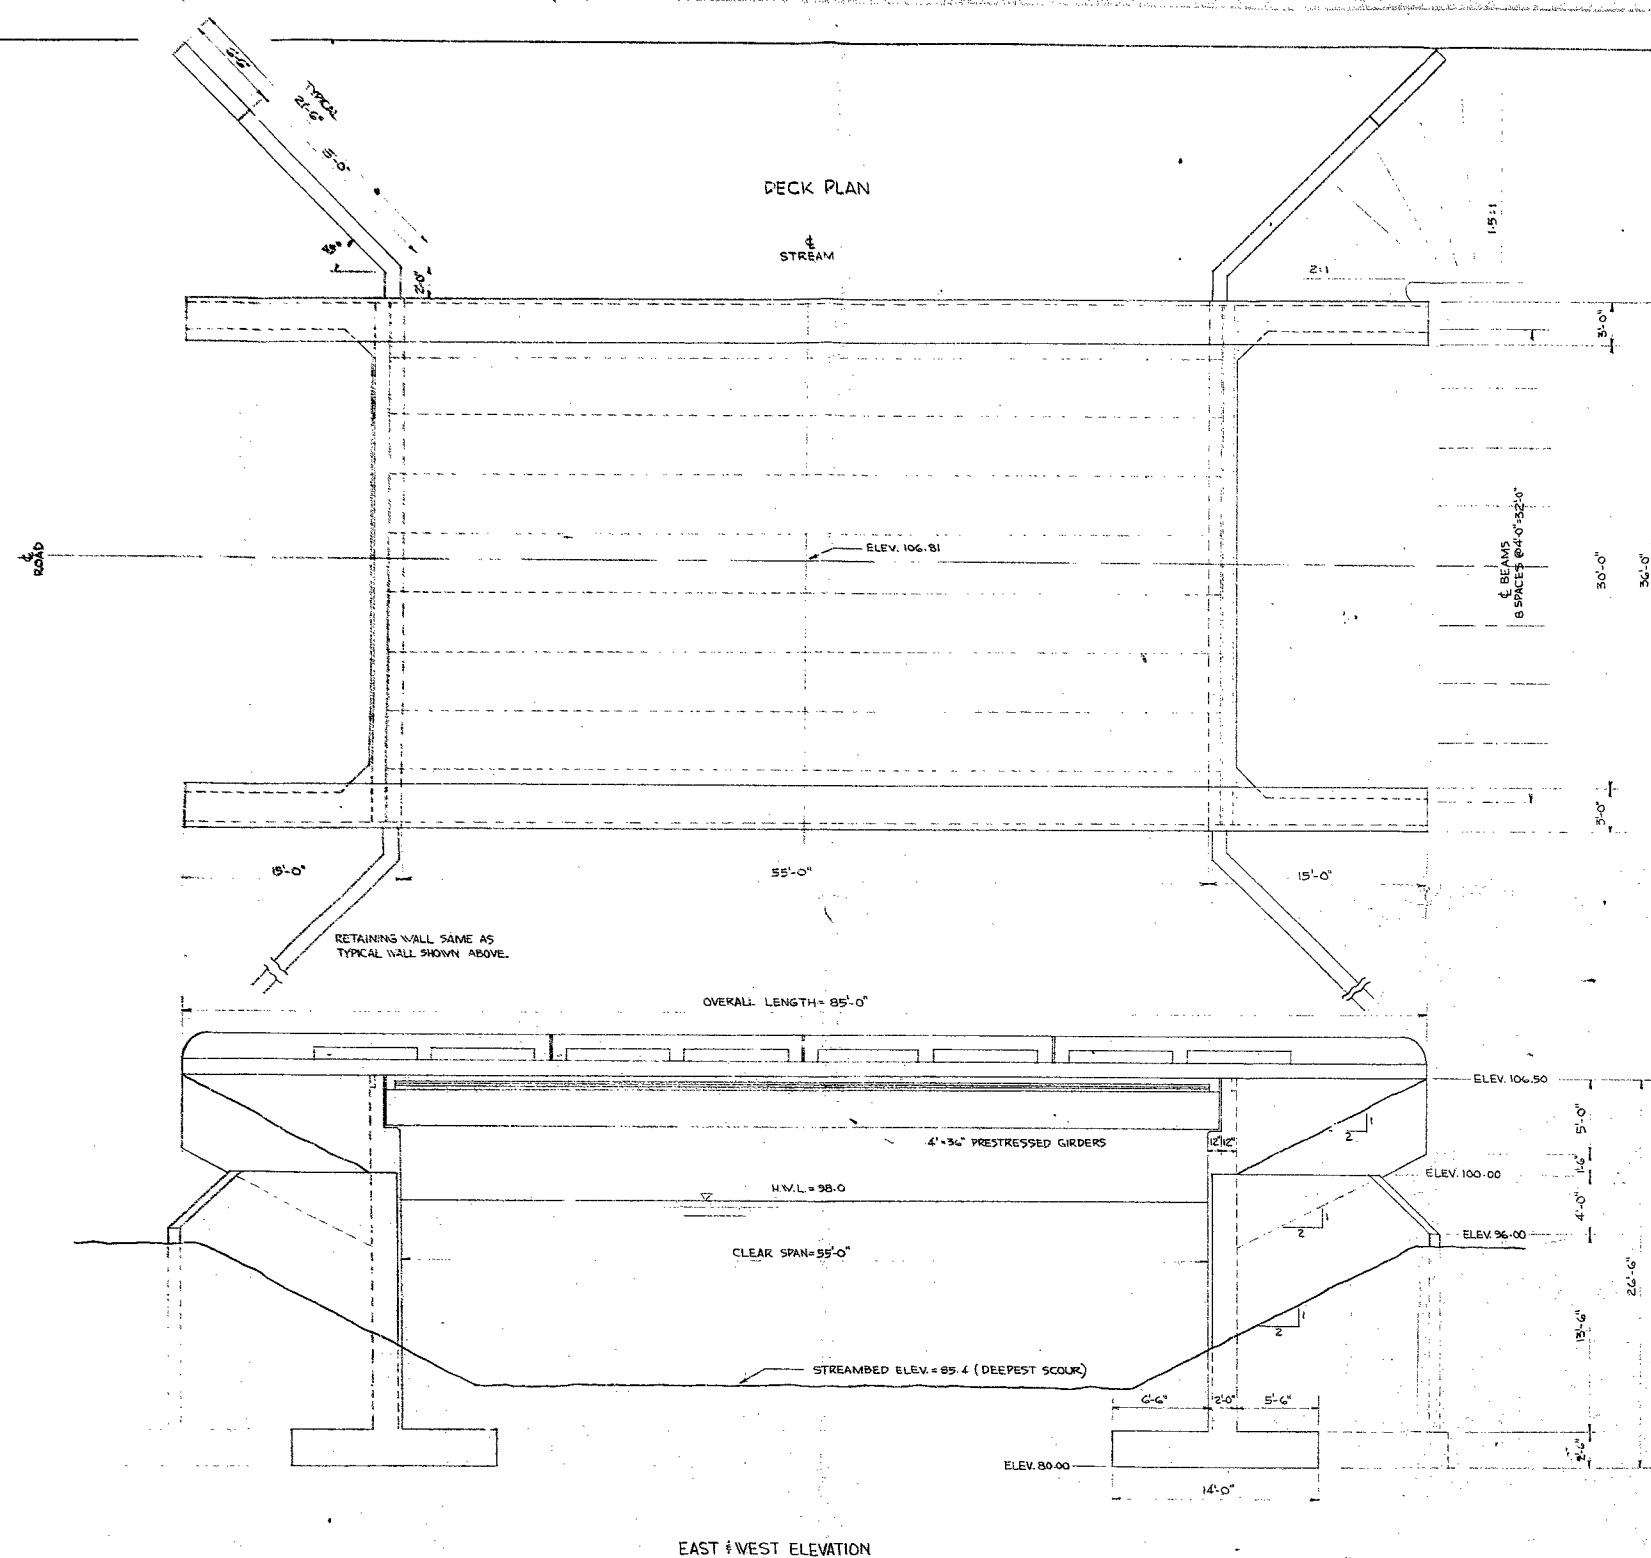 6'-6"
TYPICAL
21'-6"
15'-0"
DECK PLAN
℄
STREAM
45°
2'-0"
1.5:1
2:1
3'-0"
℄
ROAD
ELEV. 106.81
℄ BEAMS
8 SPACES @ 4'-0"=32'-0"
30'-0"
36'-0"
3'-0"
15'-0"
55'-0"
15'-0"
RETAINING WALL SAME AS
TYPICAL WALL SHOWN ABOVE.
OVERALL LENGTH = 85'-0"
ELEV. 106.50
5'-0"
1
2
4'×36" PRESTRESSED GIRDERS
12" 12"
1'-6"
ELEV. 100.00
H.W.L. = 98.0
4'-0"
1
2
ELEV. 96.00
CLEAR SPAN=55'-0"
26'-6"
1
2
13'-6"
STREAMBED ELEV. = 85.4 (DEEPEST SCOUR)
6'-6"
2'-0"
5'-6"
2'-6"
ELEV. 80.00
14'-0"
EAST & WEST ELEVATION